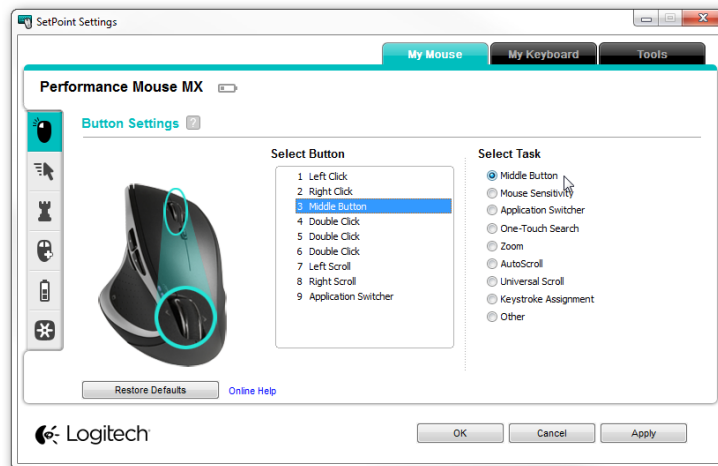 SetPoint Settings
My Mouse
My Keyboard
Tools
Performance Mouse MX
Button Settings ?
Select Button
1 Left Click
2 Right Click
3 Middle Button
4 Double Click
5 Double Click
6 Double Click
7 Left Scroll
8 Right Scroll
9 Application Switcher
Select Task
Middle Button
Mouse Sensitivity
Application Switcher
One-Touch Search
Zoom
AutoScroll
Universal Scroll
Keystroke Assignment
Other
Restore Defaults
Online Help
Logitech
OK
Cancel
Apply